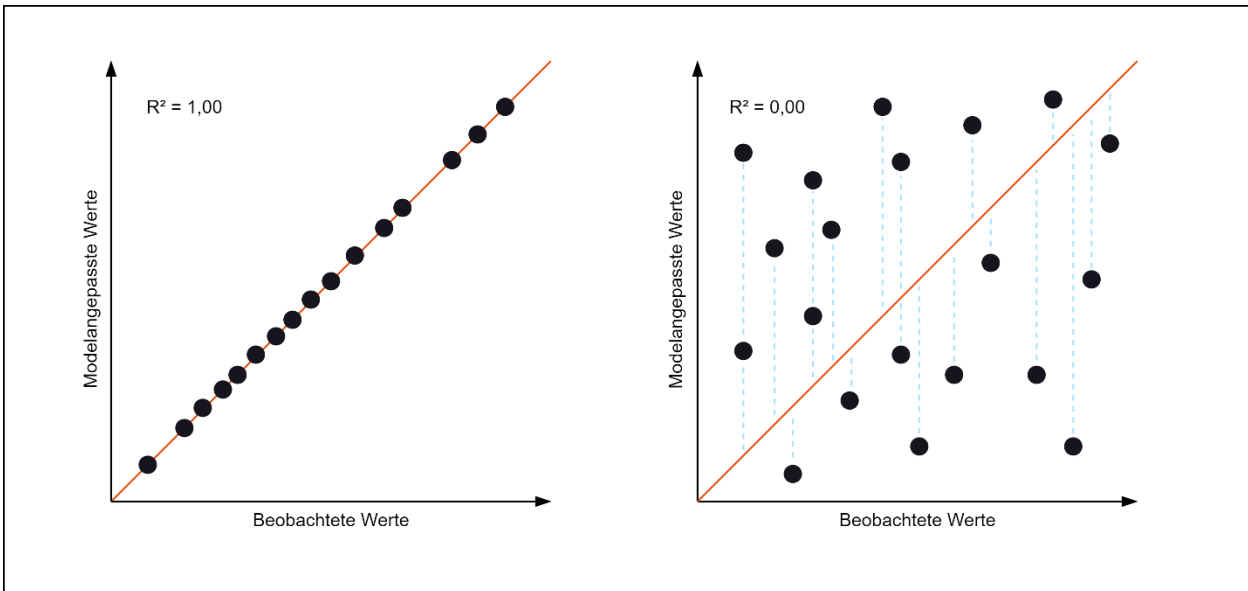 R² = 1,00
Modelangepasste Werte
Beobachtete Werte
R² = 0,00
Modelangepasste Werte
Beobachtete Werte